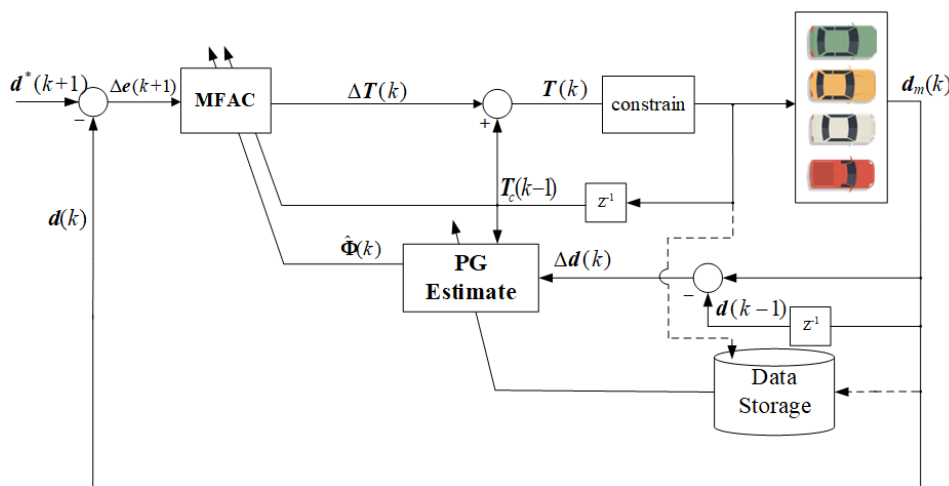 d*(k+1)
Δe(k+1)
−
MFAC
ΔT(k)
+
T(k)
constrain
d_m(k)
T_c(k−1)
Z⁻¹
d(k)
Φ̂(k)
PG
Estimate
Δd(k)
−
d(k−1)
Z⁻¹
Data
Storage